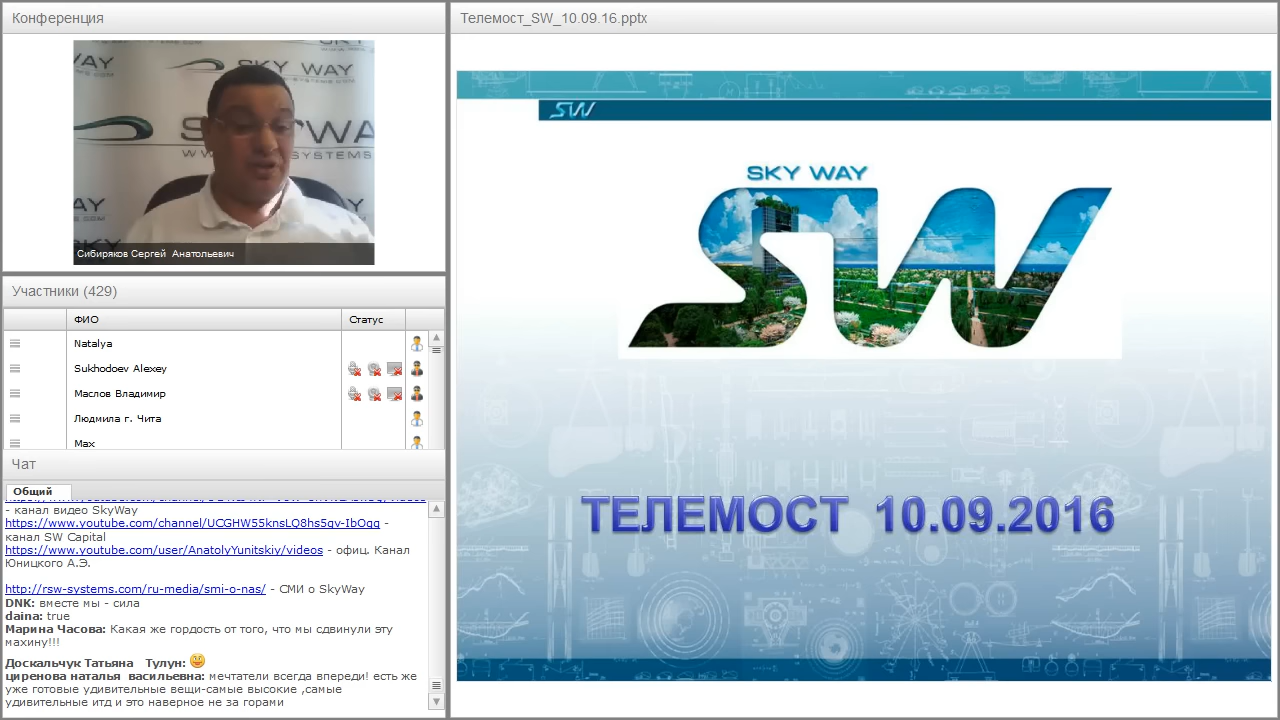 Конференция
SKY WAY
Сибиряков Сергей Анатольевич
Участники (429)
ФИО
Статус
Natalya
Sukhodoev Alexey
Маслов Владимир
Людмила г. Чита
Max
Чат
Общий
- канал видео SkyWay
https://www.youtube.com/channel/UCGHW55knsLQ8hs5qv-IbOqg -
канал SW Capital
https://www.youtube.com/user/AnatolyYunitskiy/videos - офиц. Канал
Юницкого А.Э.
http://rsw-systems.com/ru-media/smi-o-nas/ - СМИ о SkyWay
DNK: вместе мы - сила
daina: true
Марина Часова: Какая же гордость от того, что мы сдвинули эту
махину!!!
Доскальчук Татьяна Тулун:
цыренова наталья васильевна: мечтатели всегда впереди! есть же
уже готовые удивительные вещи-самые высокие ,самые
удивительные итд и это наверное не за горами
Телемост_SW_10.09.16.pptx
SW
SKY WAY
SW
ТЕЛЕМОСТ 10.09.2016